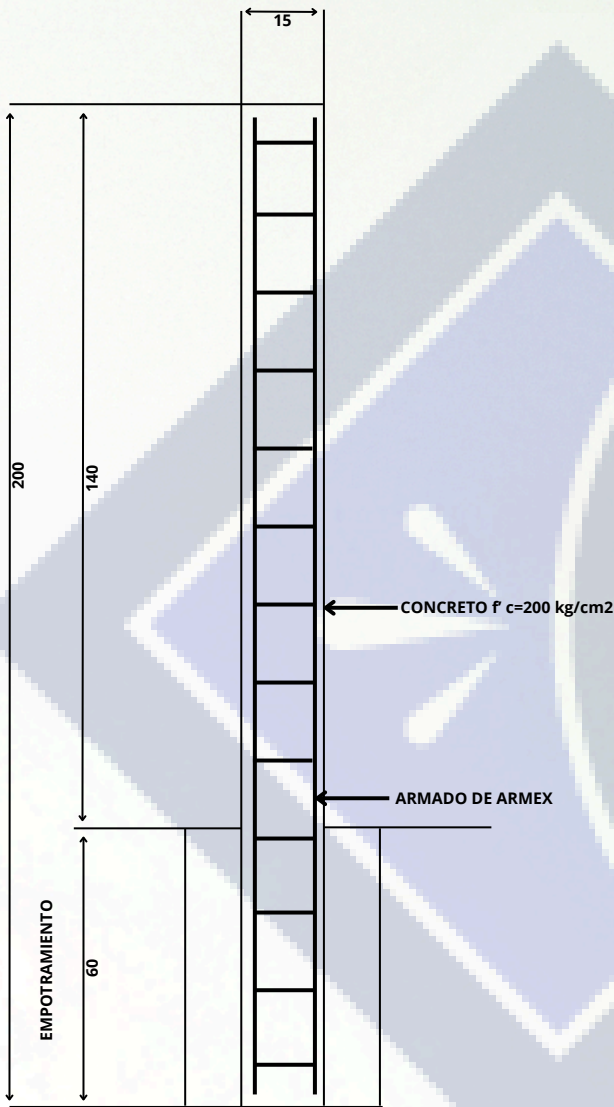 15
200
140
CONCRETO f' c=200 kg/cm2
ARMADO DE ARMEX
EMPOTRAMIENTO
60